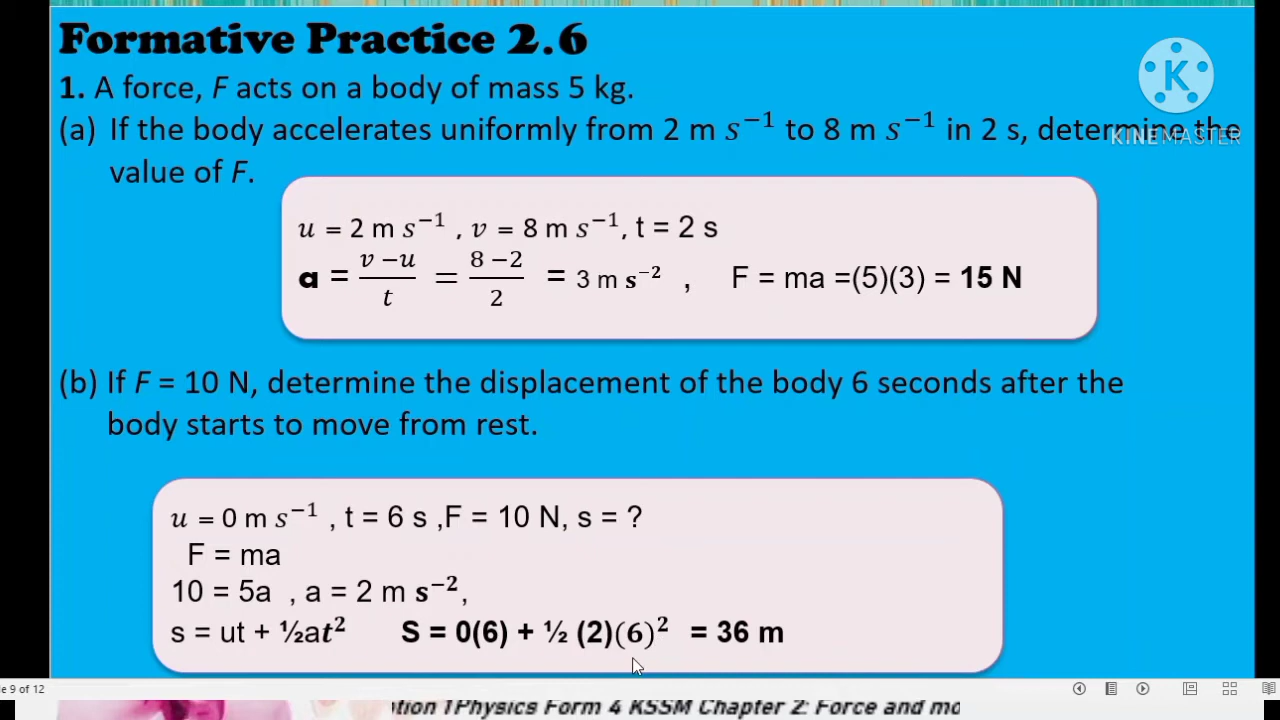 Formative Practice 2.6
1. A force, F acts on a body of mass 5 kg.
K
(a) If the body accelerates uniformly from 2 m s⁻¹ to 8 m s⁻¹ in 2 s, determine the
KINEMASTER
value of F.
u = 2 m s⁻¹ , v = 8 m s⁻¹, t = 2 s
a = (v −u)/t = (8 −2)/2 = 3 m s⁻² , F = ma =(5)(3) = 15 N
(b) If F = 10 N, determine the displacement of the body 6 seconds after the
body starts to move from rest.
u = 0 m s⁻¹ , t = 6 s ,F = 10 N, s = ?
F = ma
10 = 5a , a = 2 m s⁻²,
s = ut + ½at² S = 0(6) + ½ (2)(6)² = 36 m
9 of 12
Physics Form 4 KSSM Chapter 2: Force and